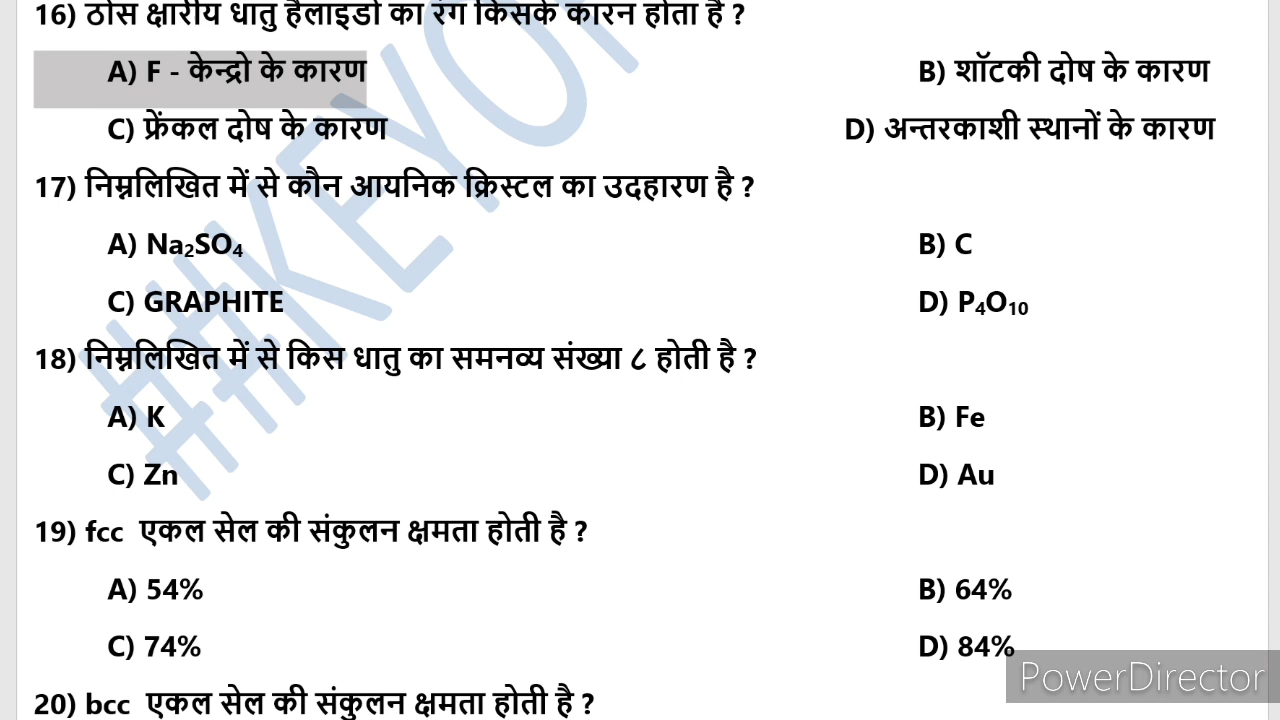 16) ठोस क्षारीय धातु हैलाइडो का रंग किसके कारन होता है ?
A) F - केन्द्रो के कारण B) शॉटकी दोष के कारण
C) फ्रेंकल दोष के कारण D) अन्तरकाशी स्थानों के कारण
17) निम्नलिखित में से कौन आयनिक क्रिस्टल का उदहारण है ?
A) Na₂SO₄ B) C
C) GRAPHITE D) P₄O₁₀
18) निम्नलिखित में से किस धातु का समनव्य संख्या ८ होती है ?
A) K B) Fe
C) Zn D) Au
19) fcc एकल सेल की संकुलन क्षमता होती है ?
A) 54% B) 64%
C) 74% D) 84%
20) bcc एकल सेल की संकुलन क्षमता होती है ?
PowerDirector